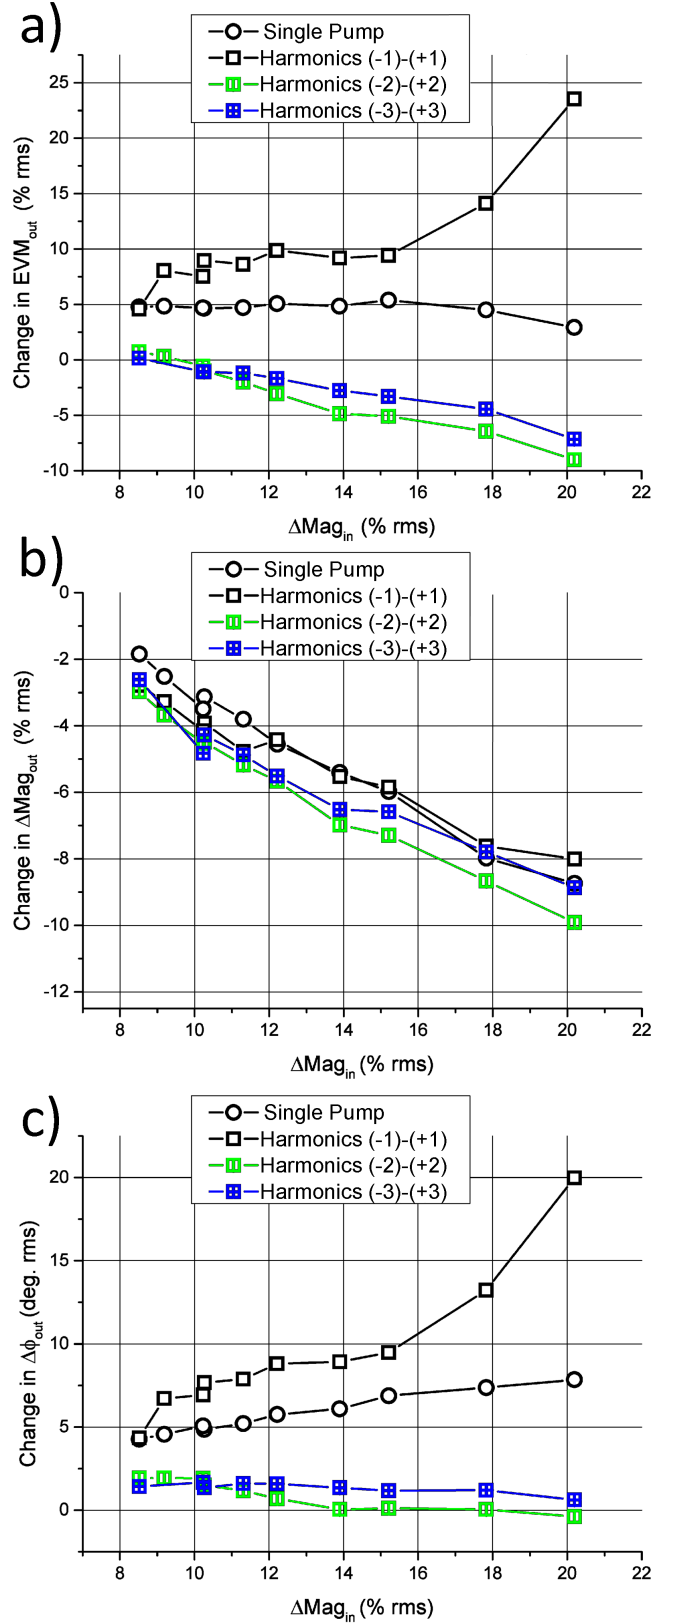 a)
Single Pump
Harmonics (-1)-(+1)
Harmonics (-2)-(+2)
Harmonics (-3)-(+3)
Change in EVMout (% rms)
25
25
15
10
5
0
-5
-10
8 10 12 14 16 18 20 22
ΔMagin (% rms)
b)
Single Pump
Harmonics (-1)-(+1)
Harmonics (-2)-(+2)
Harmonics (-3)-(+3)
Change in ΔMagout (% rms)
0
-2
-4
-6
-8
-10
-12
8 10 12 14 16 18 20 22
ΔMagin (% rms)
c)
Single Pump
Harmonics (-1)-(+1)
Harmonics (-2)-(+2)
Harmonics (-3)-(+3)
Change in Δϕout (deg. rms)
20
15
10
5
0
8 10 12 14 16 18 20 22
ΔMagin (% rms)